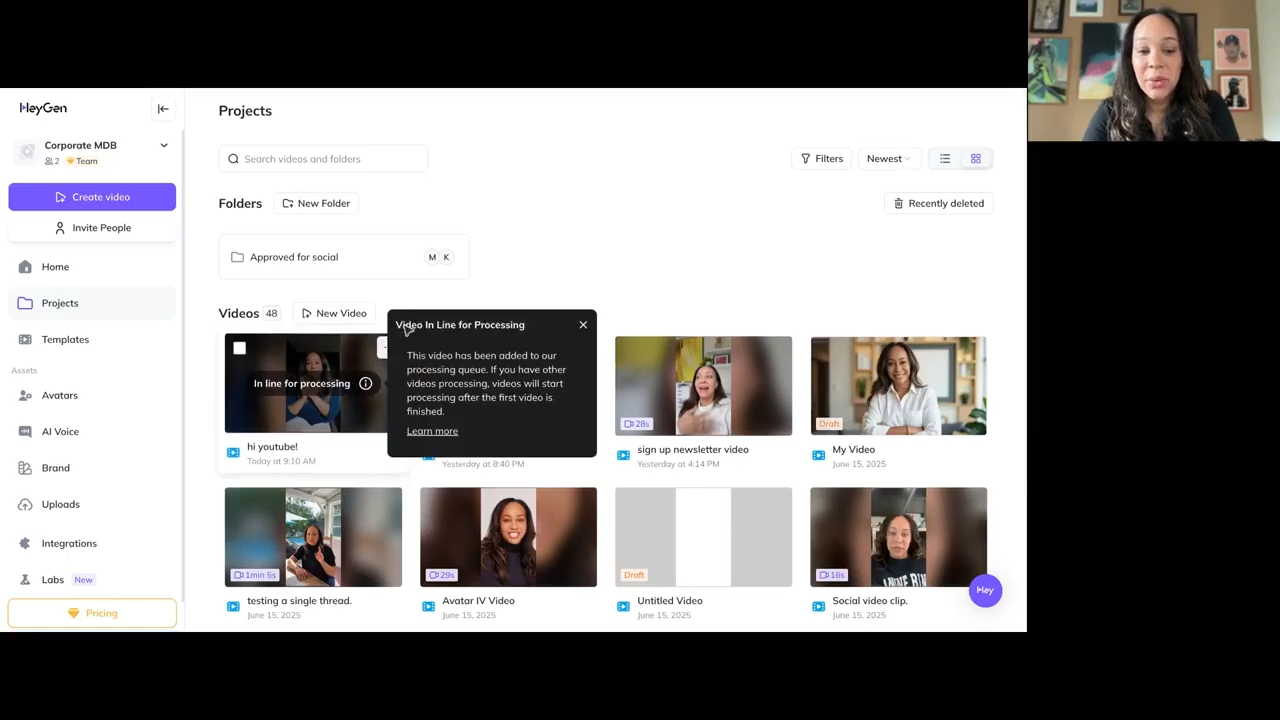 HeyGen
Corporate MDB
2 Team
Create video
Invite People
Home
Projects
Templates
Assets
Avatars
AI Voice
Brand
Uploads
Integrations
Labs New
Pricing
Projects
Search videos and folders
Filters
Newest
Folders
New Folder
Recently deleted
Approved for social
M K
Videos 48
New Video
In line for processing
hi youtube!
Today at 9:10 AM
Video In Line for Processing
This video has been added to our
processing queue. If you have other
videos processing, videos will start
processing after the first video is
finished.
Learn more
Yesterday at 8:40 PM
28s
sign up newsletter video
Yesterday at 4:14 PM
Draft
My Video
June 15, 2025
1min 5s
testing a single thread.
June 15, 2025
29s
Avatar IV Video
June 15, 2025
Draft
Untitled Video
June 15, 2025
16s
Social video clip.
June 15, 2025
Hey